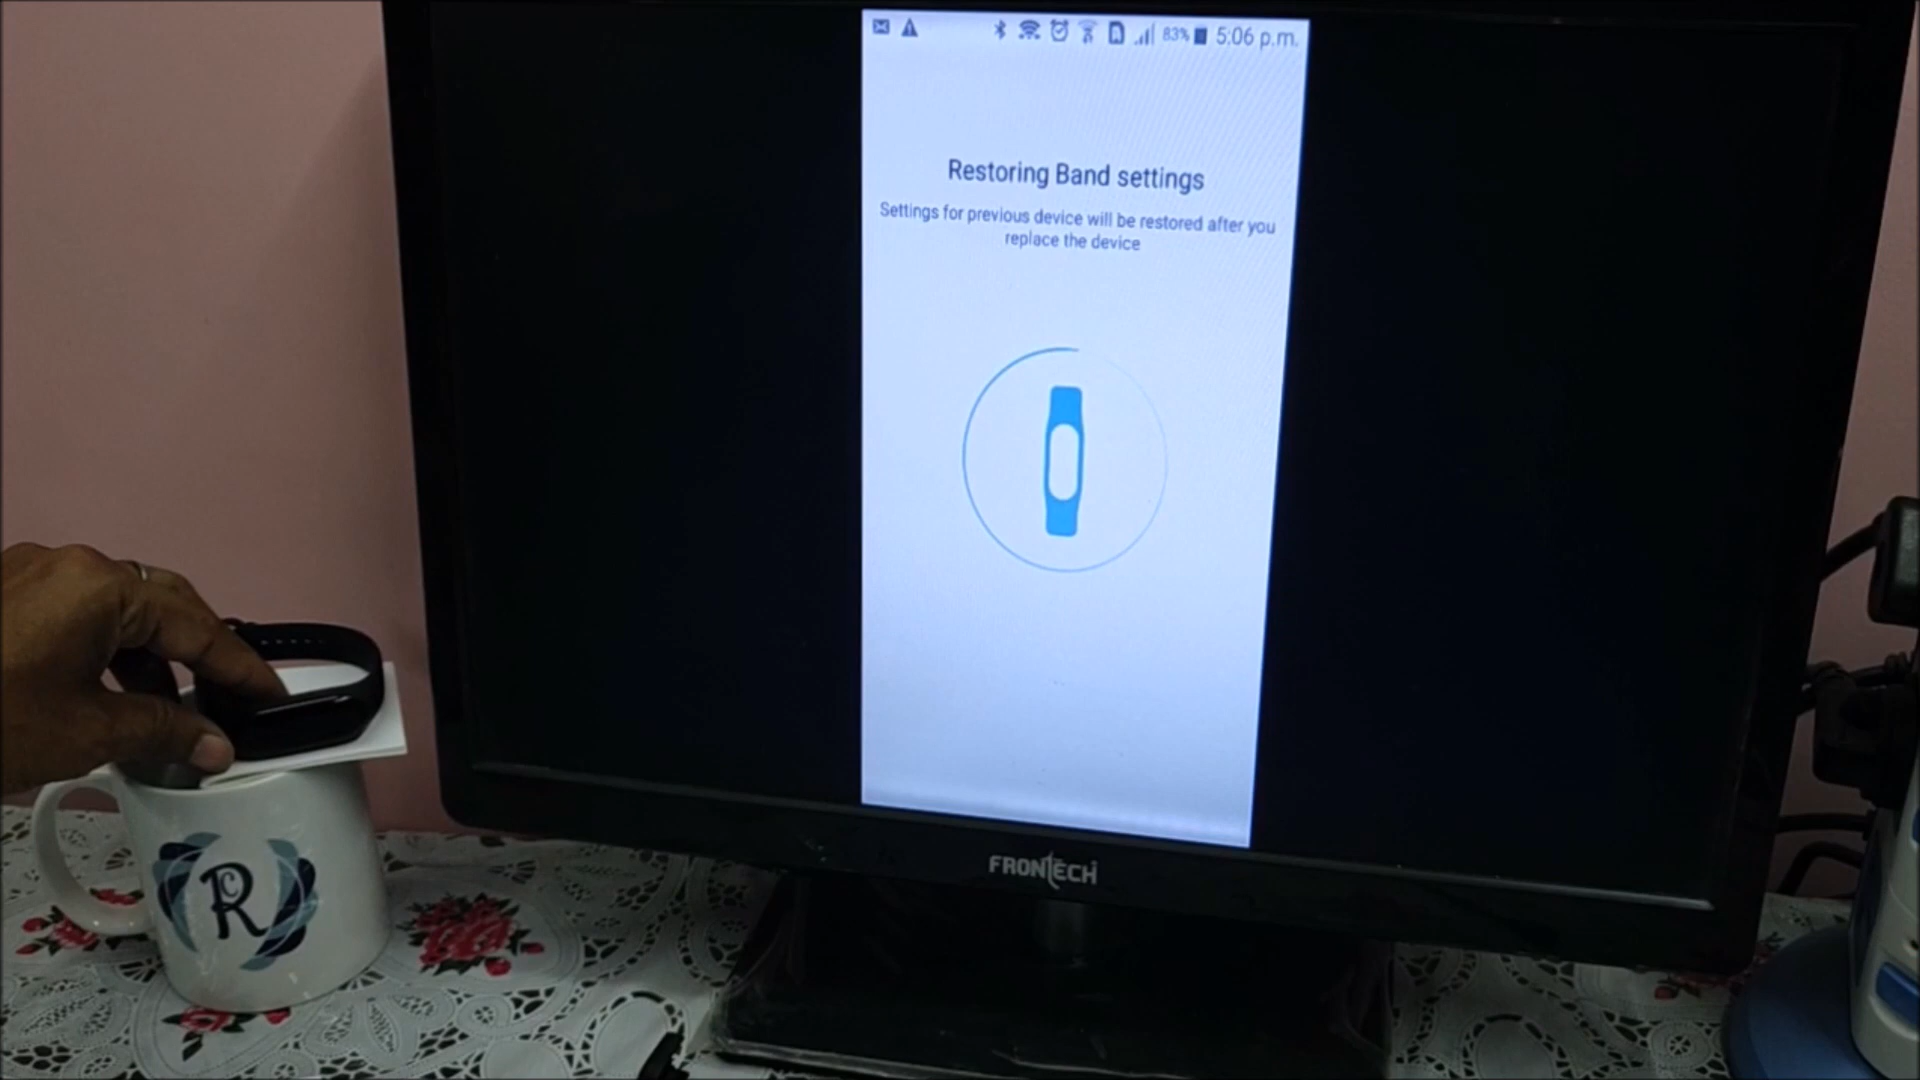 83% 5:06 p.m.
Restoring Band settings
Settings for previous device will be restored after you
replace the device
FRONTECH
RC